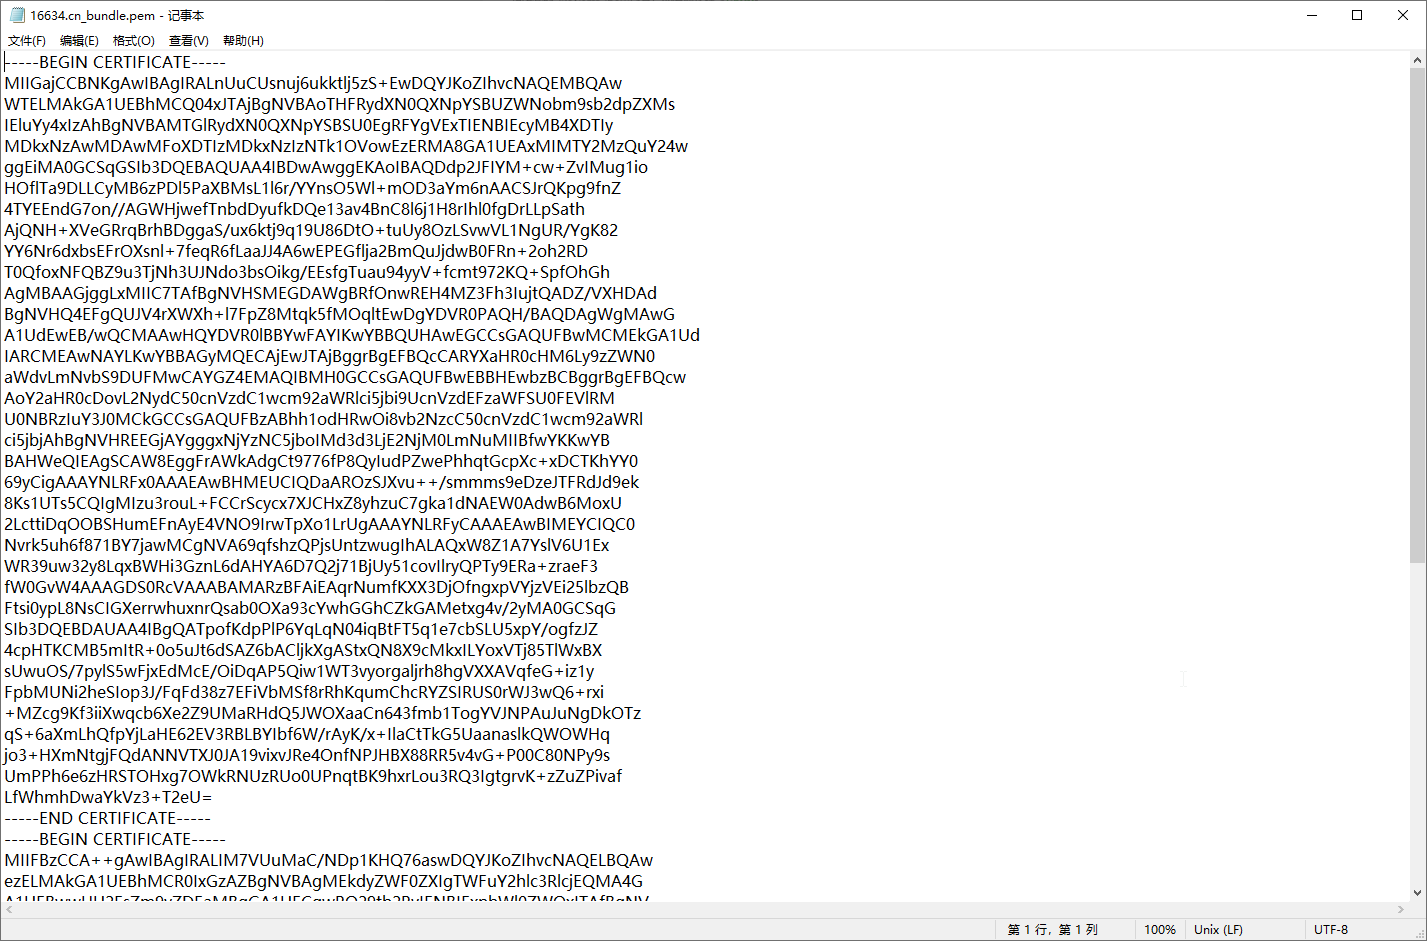 16634.cn_bundle.pem - 记事本
文件(F) 编辑(E) 格式(O) 查看(V) 帮助(H)
-----BEGIN CERTIFICATE-----
MIIGajCCBNKgAwIBAgIRALnUuCUsnuj6ukktlj5zS+EwDQYJKoZIhvcNAQEMBQAw
WTELMAkGA1UEBhMCQ04xJTAjBgNVBAoTHFRydXN0QXNpYSBUZWNobm9sb2dpZXMs
IEluYy4xIzAhBgNVBAMTGlRydXN0QXNpYSBSU0EgRFYgVExTIENBIEcyMB4XDTIy
MDkxNzAwMDAwMFoXDTIzMDkxNzIzNTk1OVowEzERMA8GA1UEAxMIMTY2MzQuY24w
ggEiMA0GCSqGSIb3DQEBAQUAA4IBDwAwggEKAoIBAQDdp2JFIYM+cw+ZvIMug1io
HOflTa9DLLCyMB6zPDl5PaXBMsL1l6r/YYnsO5Wl+mOD3aYm6nAACSJrQKpg9fnZ
4TYEEndG7on//AGWHjwefTnbdDyufkDQe13av4BnC8l6j1H8rIhl0fgDrLLpSath
AjQNH+XVeGRrqBrhBDggaS/ux6ktj9q19U86DtO+tuUy8OzLSvwVL1NgUR/YgK82
YY6Nr6dxbsEFrOXsnl+7feqR6fLaaJJ4A6wEPEGflja2BmQuJjdwB0FRn+2oh2RD
T0QfoxNFQBZ9u3TjNh3UJNdo3bsOikg/EEsfgTuau94yyV+fcmt972KQ+SpfOhGh
AgMBAAGjggLxMIIC7TAfBgNVHSMEGDAWgBRfOnwREH4MZ3Fh3IujtQADZ/VXHDAd
BgNVHQ4EFgQUJV4rXWXh+l7FpZ8Mtqk5fMOqltEwDgYDVR0PAQH/BAQDAgWgMAwG
A1UdEwEB/wQCMAAwHQYDVR0lBBYwFAYIKwYBBQUHAwEGCCsGAQUFBwMCMEkGA1Ud
IARCMEAwNAYLKwYBBAGyMQECAjEwJTAjBggrBgEFBQcCARYXaHR0cHM6Ly9zZWN0
aWdvLmNvbS9DUFMwCAYGZ4EMAQIBMH0GCCsGAQUFBwEBBHEwbzBCBggrBgEFBQcw
AoY2aHR0cDovL2NydC50cnVzdC1wcm92aWRlci5jbi9UcnVzdEFzaWFSU0FEVlRM
U0NBRzIuY3J0MCkGCCsGAQUFBzABhh1odHRwOi8vb2NzcC50cnVzdC1wcm92aWRl
ci5jbjAhBgNVHREEGjAYgggxNjYzNC5jboIMd3d3LjE2NjM0LmNuMIIBfwYKKwYB
BAHWeQIEAgSCAW8EggFrAWkAdgCt9776fP8QyIudPZwePhhqtGcpXc+xDCTKhYY0
69yCigAAAYNLRFx0AAAEAwBHMEUCIQDaAROzSJXvu++/smmms9eDzeJTFRdJd9ek
8Ks1UTs5CQIgMIzu3rouL+FCCrScycx7XJCHxZ8yhzuC7gka1dNAEW0AdwB6MoxU
2LcttiDqOOBSHumEFnAyE4VNO9IrwTpXo1LrUgAAAYNLRFyCAAAEAwBIMEYCIQC0
Nvrk5uh6f871BY7jawMCgNVA69qfshzQPjsUntzwugIhALAQxW8Z1A7YslV6U1Ex
WR39uw32y8LqxBWHi3GznL6dAHYA6D7Q2j71BjUy51covIlryQPTy9ERa+zraeF3
fW0GvW4AAAGDS0RcVAAABAMARzBFAiEAqrNumfKXX3DjOfngxpVYjzVEi25lbzQB
Ftsi0ypL8NsCIGXerrwhuxnrQsab0OXa93cYwhGGhCZkGAMetxg4v/2yMA0GCSqG
SIb3DQEBDAUAA4IBgQATpofKdpPlP6YqLqN04iqBtFT5q1e7cbSLU5xpY/ogfzJZ
4cpHTKCMB5mItR+0o5uJt6dSAZ6bACljkXgAStxQN8X9cMkxILYoxVTj85TlWxBX
sUwuOS/7pylS5wFjxEdMcE/OiDqAP5Qiw1WT3vyorgaljrh8hgVXXAVqfeG+iz1y
FpbMUNi2heSIop3J/FqFd38z7EFiVbMSf8rRhKqumChcRYZSIRUS0rWJ3wQ6+rxi
+MZcg9Kf3iiXwqcb6Xe2Z9UMaRHdQ5JWOXaaCn643fmb1TogYVJNPAuJuNgDkOTz
qS+6aXmLhQfpYjLaHE62EV3RBLBYIbf6W/rAyK/x+IlaCtTkG5UaanaslkQWOWHq
jo3+HXmNtgjFQdANNVTXJ0JA19vixvJRe4OnfNPJHBX88RR5v4vG+P00C80NPy9s
UmPPh6e6zHRSTOHxg7OWkRNUzRUo0UPnqtBK9hxrLou3RQ3IgtgrvK+zZuZPivaf
LfWhmhDwaYkVz3+T2eU=
-----END CERTIFICATE-----
-----BEGIN CERTIFICATE-----
MIIFBzCCA++gAwIBAgIRALIM7VUuMaC/NDp1KHQ76aswDQYJKoZIhvcNAQELBQAw
ezELMAkGA1UEBhMCR0IxGzAZBgNVBAgMEkdyZWF0ZXIgTWFuY2hlc3RlcjEQMA4G
第 1 行，第 1 列 100% Unix (LF) UTF-8